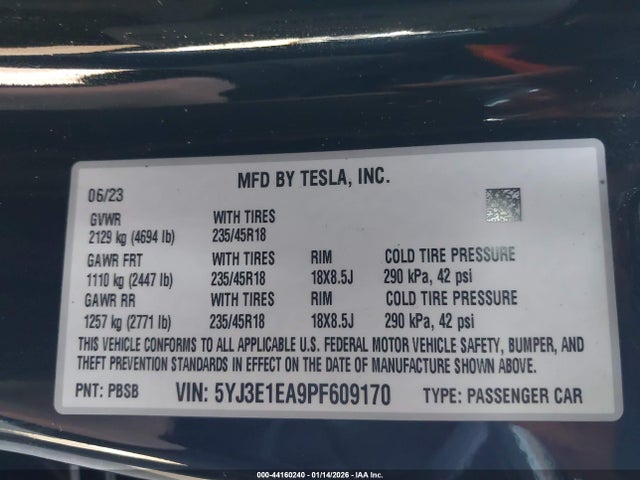 MFD BY TESLA, INC.
06/23
GVWR WITH TIRES
2129 kg (4694 lb) 235/45R18
GAWR FRT WITH TIRES RIM COLD TIRE PRESSURE
1110 kg (2447 lb) 235/45R18 18X8.5J 290 kPa, 42 psi
GAWR RR WITH TIRES RIM COLD TIRE PRESSURE
1257 kg (2771 lb) 235/45R18 18X8.5J 290 kPa, 42 psi
THIS VEHICLE CONFORMS TO ALL APPLICABLE U.S. FEDERAL MOTOR VEHICLE SAFETY, BUMPER, AND
THEFT PREVENTION STANDARDS IN EFFECT ON THE DATE OF MANUFACTURE SHOWN ABOVE.
PNT: PBSB VIN: 5YJ3E1EA9PF609170 TYPE: PASSENGER CAR
000-44160240 - 01/14/2026 - IAA Inc.